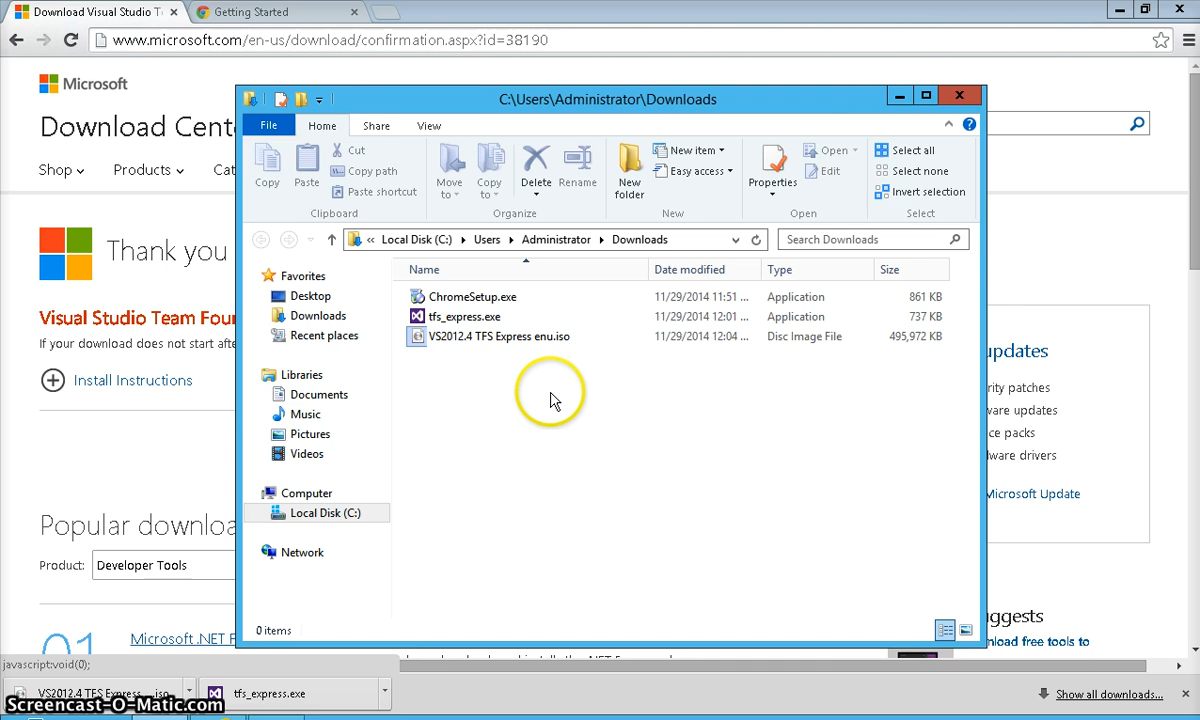 Download Visual Studio T
Getting Started
www.microsoft.com/en-us/download/confirmation.aspx?id=38190
Microsoft
Download Cent
Shop
Products
Cat
Thank you
Visual Studio Team Foun
If your download does not start afte
Install Instructions
Popular downloa
Product:
Developer Tools
01
Microsoft .NET F
updates
rity patches
ware updates
ce packs
ware drivers
Microsoft Update
ggests
nload free tools to
C:\Users\Administrator\Downloads
File
Home
Share
View
Copy
Paste
Cut
Copy path
Paste shortcut
Clipboard
Move to
Copy to
Delete
Rename
Organize
New folder
New item
Easy access
New
Properties
Open
Edit
Open
Select all
Select none
Invert selection
Select
« Local Disk (C:) Users Administrator Downloads
Search Downloads
Name Date modified Type Size
ChromeSetup.exe 11/29/2014 11:51 ... Application 861 KB
tfs_express.exe 11/29/2014 12:01 ... Application 737 KB
VS2012.4 TFS Express enu.iso 11/29/2014 12:04 ... Disc Image File 495,972 KB
Favorites
Desktop
Downloads
Recent places
Libraries
Documents
Music
Pictures
Videos
Computer
Local Disk (C:)
Network
0 items
javascript:void(0);
VS2012.4 TFS Express ....iso
tfs_express.exe
Show all downloads...
Screencast-O-Matic.com